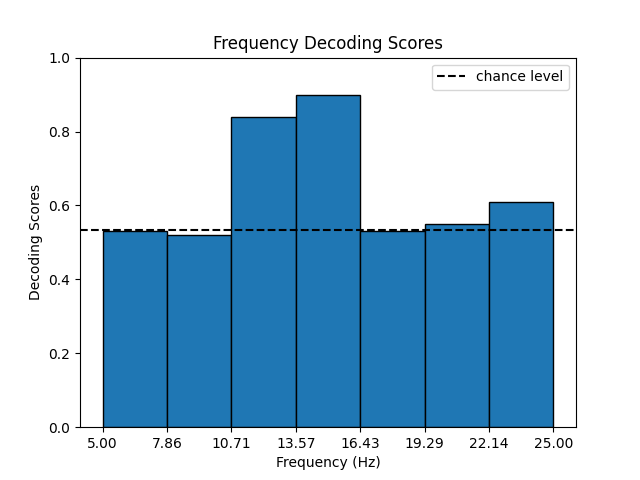 Frequency Decoding Scores
chance level
Decoding Scores
1.0
0.8
0.6
0.4
0.2
0.0
5.00 7.86 10.71 13.57 16.43 19.29 22.14 25.00
Frequency (Hz)